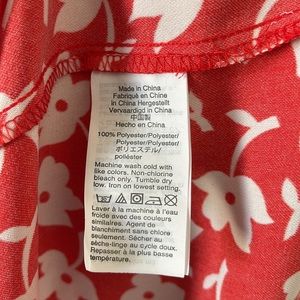 Made in China
Fabriqué en Chine
In China Hergestellt
Vervaardigd in China
中国製
Hecho en China
100% Polyester/Polyester/
Polyester/Polyester/
ポリエステル/
poliéster
Machine wash cold with
like colors. Non-chlorine
bleach only. Tumble dry
low. Iron on lowest setting.
Laver à la machine à l'eau
froide avec des couleurs
similaires. Agent de
blanchiment sans chlore
seulement. Sécher au
sèche-linge au cycle doux.
Repasser à la plus basse
température.